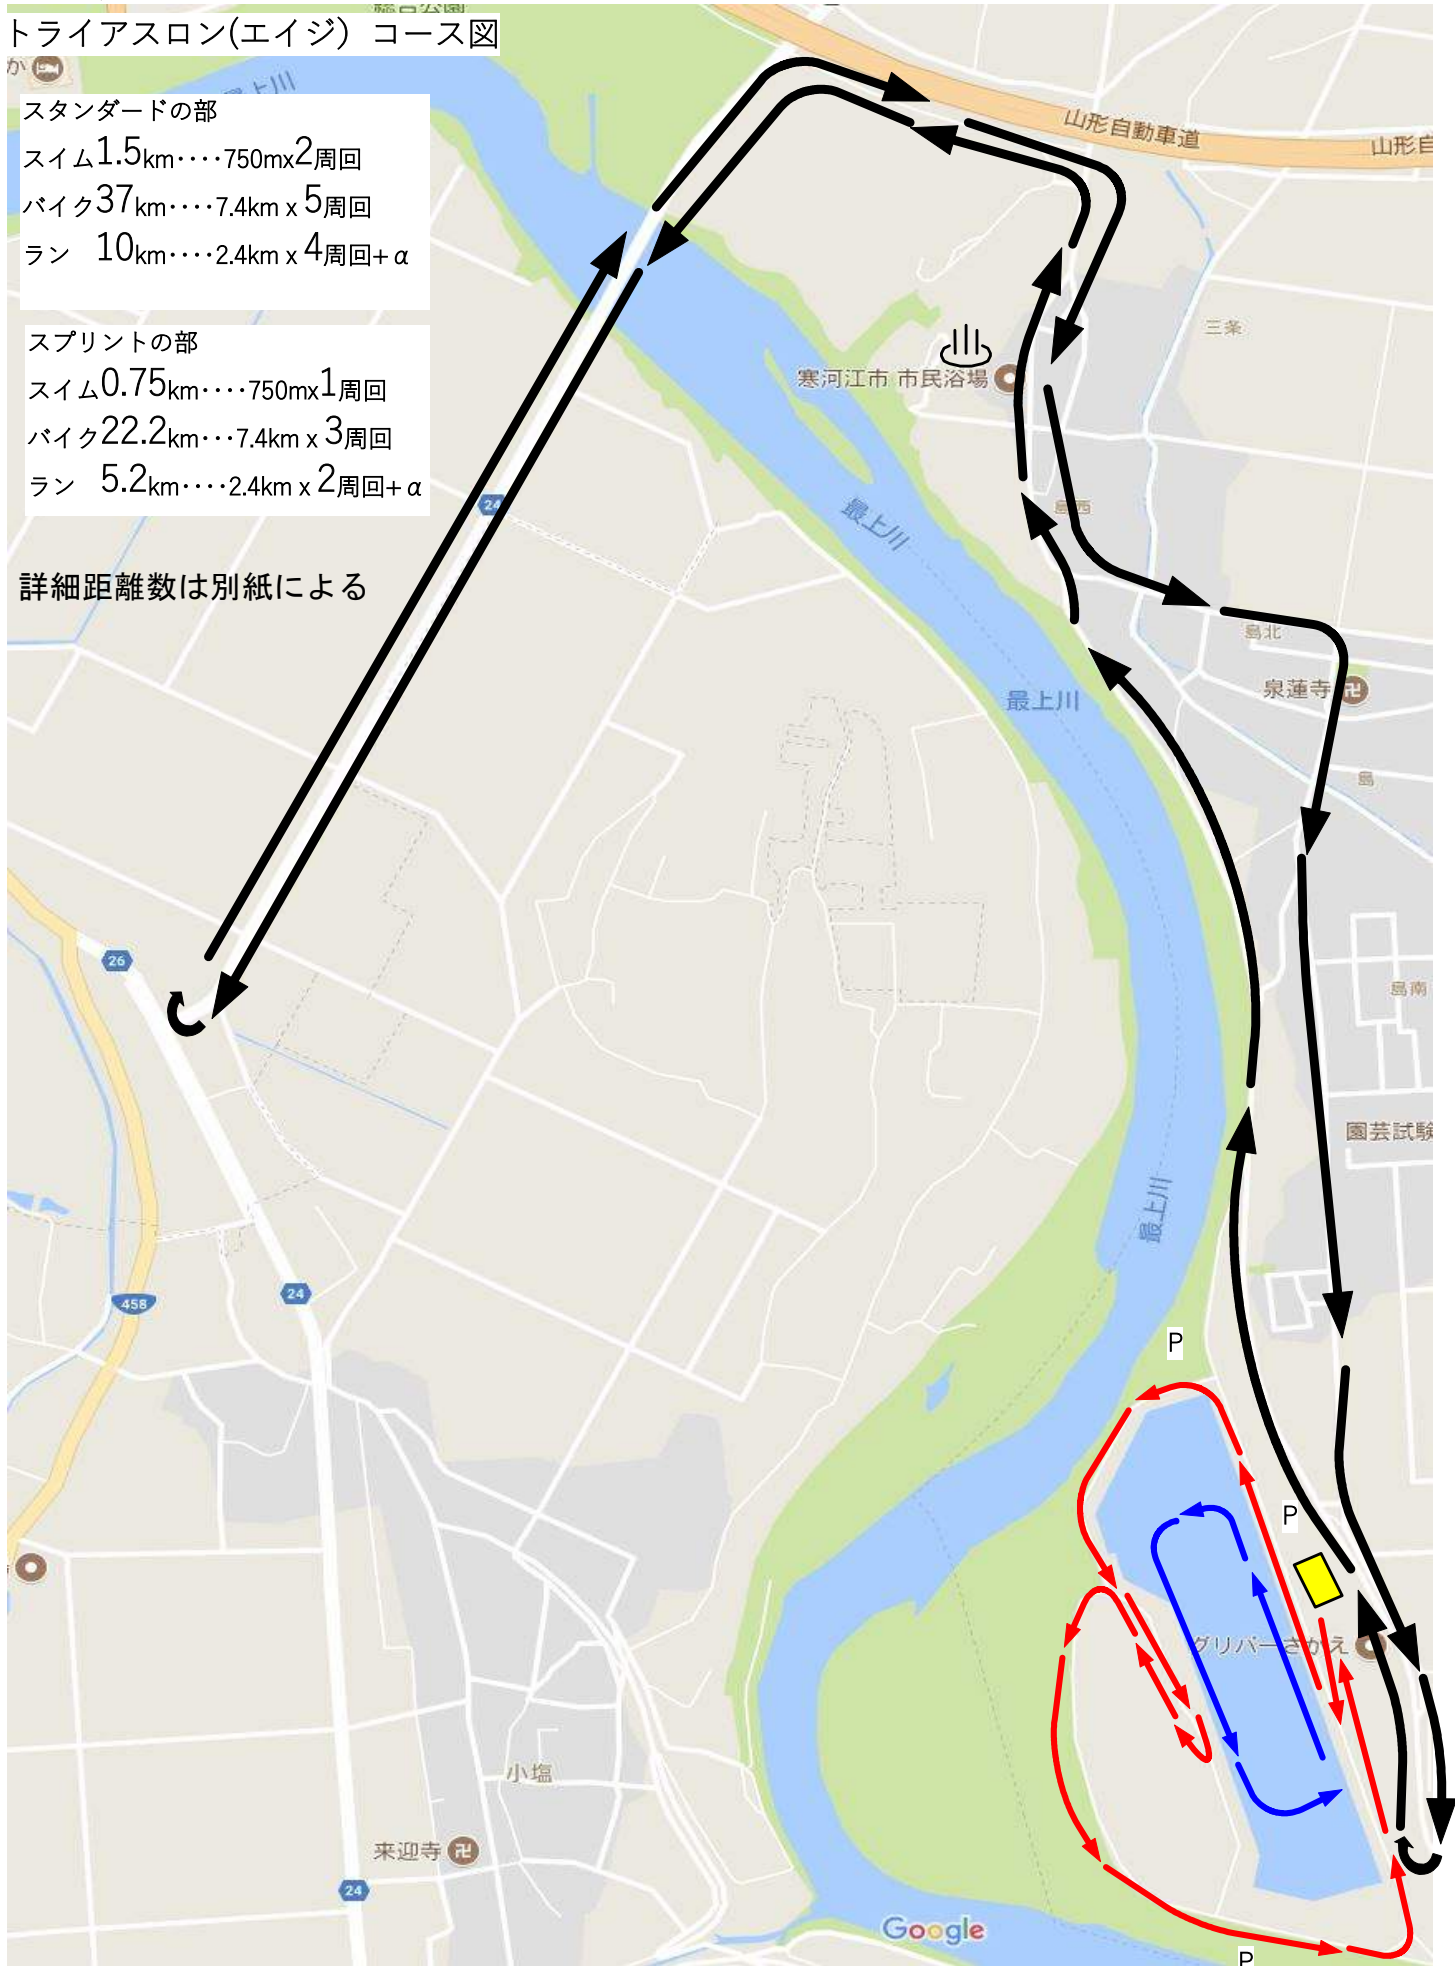 トライアスロン(エイジ) コース図
スタンダードの部
スイム1.5km‥‥750mx2周回
バイク37km‥‥7.4km x 5周回
ラン 10km‥‥2.4km x 4周回+α
スプリントの部
スイム0.75km‥‥750mx1周回
バイク22.2km‥･7.4km x 3周回
ラン 5.2km‥‥2.4km x 2周回+α
詳細距離数は別紙による
か
最上川
山形自動車道
山形自
三条
寒河江市 市民浴場
24
島西
最上川
島北
泉蓮寺
最上川
島
26
島南
園芸試験
最上川
24
458
P
P
グリバーさがえ
小塩
来迎寺
24
Google
P